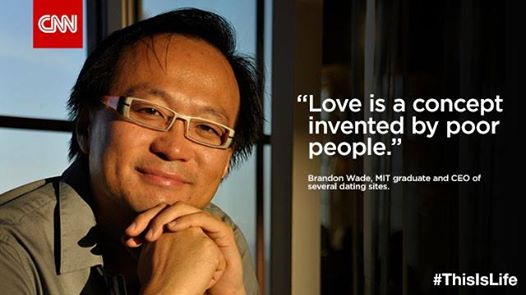 CNN
“Love is a concept
invented by poor
people.”
Brandon Wade, MIT graduate and CEO of
several dating sites.
#ThisIsLife